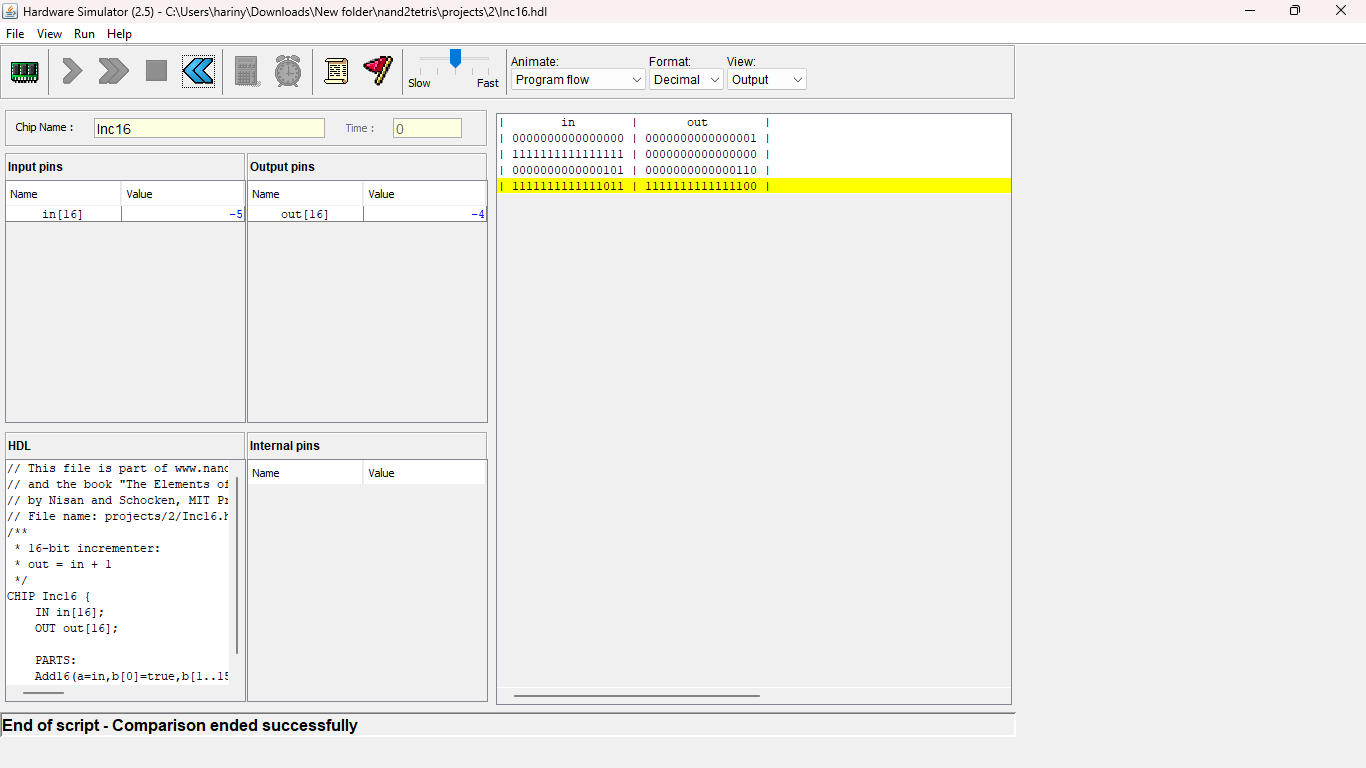 Hardware Simulator (2.5) - C:\Users\hariny\Downloads\New folder\nand2tetris\projects\2\Inc16.hdl
File View Run Help
Slow Fast
Animate: Format: View:
Program flow Decimal Output
Chip Name : Inc16 Time : 0
Input pins
Name Value
in[16] -5
Output pins
Name Value
out[16] -4
HDL
// This file is part of www.nand
// and the book "The Elements of
// by Nisan and Schocken, MIT Pr
// File name: projects/2/Inc16.h
/**
* 16-bit incrementer:
* out = in + 1
*/
CHIP Inc16 {
IN in[16];
OUT out[16];
PARTS:
Add16(a=in,b[0]=true,b[1..15
Internal pins
Name Value
| in | out |
| 0000000000000000 | 0000000000000001 |
| 1111111111111111 | 0000000000000000 |
| 0000000000000101 | 0000000000000110 |
| 1111111111111011 | 1111111111111100 |
End of script - Comparison ended successfully